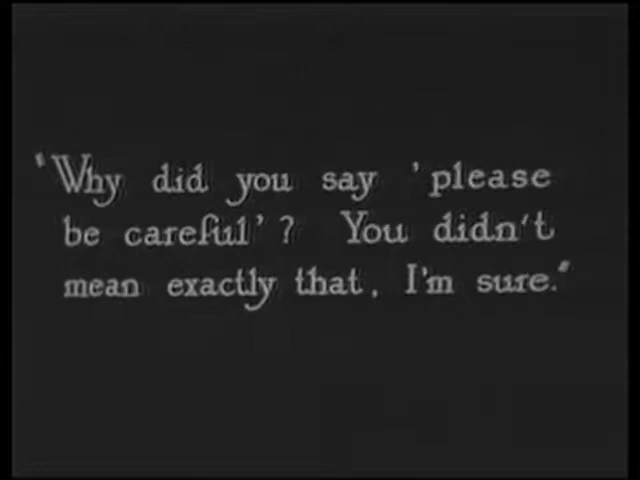 "Why did you say 'please
be careful'? You didn't
mean exactly that, I'm sure."